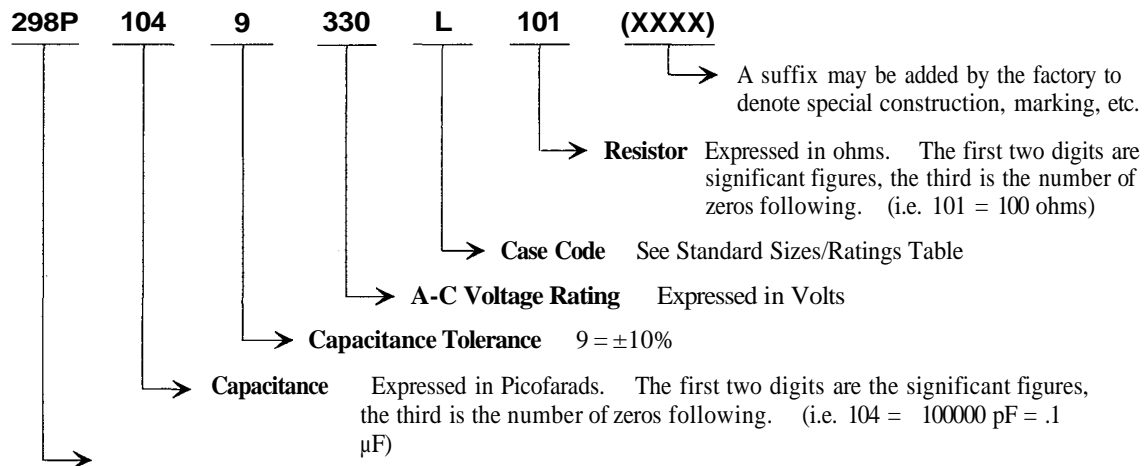 298P 104 9 330 L 101 (XXXX)
A suffix may be added by the factory to
denote special construction, marking, etc.
Resistor Expressed in ohms. The first two digits are
significant figures, the third is the number of
zeros following. (i.e. 101 = 100 ohms)
Case Code See Standard Sizes/Ratings Table
A-C Voltage Rating Expressed in Volts
Capacitance Tolerance 9 = ±10%
Capacitance Expressed in Picofarads. The first two digits are the significant figures,
the third is the number of zeros following. (i.e. 104 = 100000 pF = .1
µF)